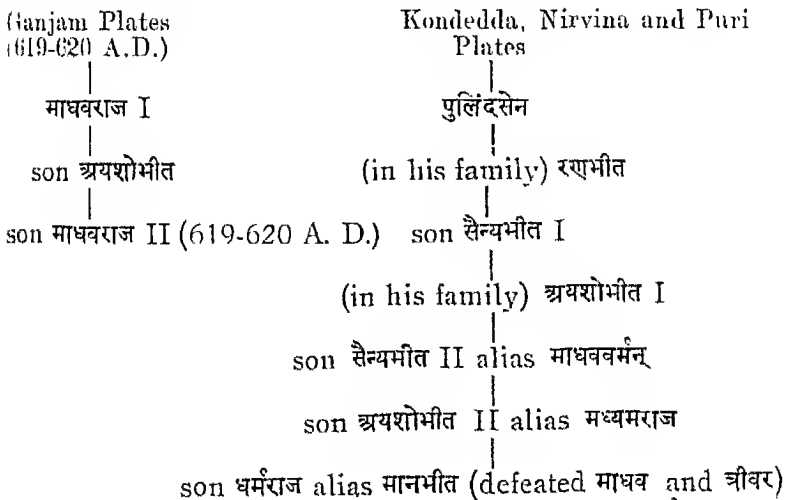 Ganjam Plates
(619-620 A.D.)
माधवराज I
son अयशोभीत
son माधवराज II (619-620 A. D.)
Kondedda, Nirvina and Puri
Plates
पुलिंदसेन
(in his family) रणभीत
son सैन्यभीत I
(in his family) अयशोभीत I
son सैन्यभीत II alias माधववर्मन्
son अयशोभीत II alias मध्यमराज
son धर्मराज alias मानभीत (defeated माधव and त्रीवर)